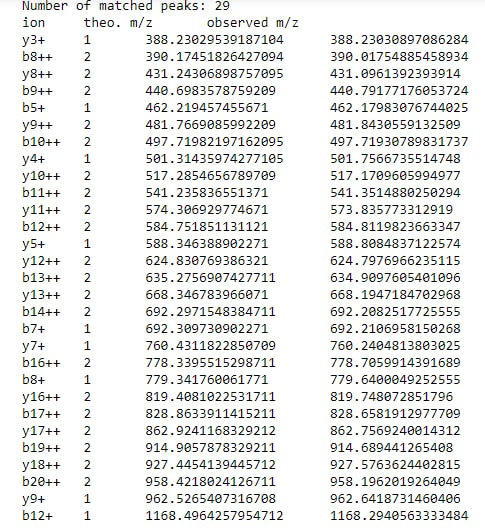 Number of matched peaks: 29
ion theo. m/z observed m/z
y3+ 1 388.23029539187104 388.23030897086284
b8++ 2 390.17451826427094 390.01754885458934
y8++ 2 431.24306898757095 431.0961392393914
b9++ 2 440.6983578759209 440.79177176053724
b5+ 1 462.219457455671 462.17983076744025
y9++ 2 481.7669085992209 481.8430559132509
b10++ 2 497.71982197162095 497.71930789831737
y4+ 1 501.31435974277105 501.7566735514748
y10++ 2 517.2854656789709 517.1709605994977
b11++ 2 541.235836551371 541.3514880250294
y11++ 2 574.306929774671 573.835773312919
b12++ 2 584.751851131121 584.8119823663347
y5+ 1 588.346388902271 588.8084837122574
y12++ 2 624.830769386321 624.7976966235115
b13++ 2 635.2756907427711 634.9097605401096
y13++ 2 668.346783966071 668.1947184702968
b14++ 2 692.2971548384711 692.2082517725555
b7+ 1 692.309730902271 692.2106958150268
y7+ 1 760.4311822850709 760.2404813803025
b16++ 2 778.3395515298711 778.7059914391689
b8+ 1 779.341760061771 779.6400049252555
y16++ 2 819.4081022531711 819.748072851796
b17++ 2 828.8633911415211 828.6581912977709
y17++ 2 862.9241168329212 862.7569240014312
b19++ 2 914.9057878329211 914.689441265408
y18++ 2 927.4454139445712 927.5763624402815
b20++ 2 958.4218024126711 958.1962019264049
y9+ 1 962.5265407316708 962.6418731460406
b12+ 1 1168.4964257954712 1168.2940563333484